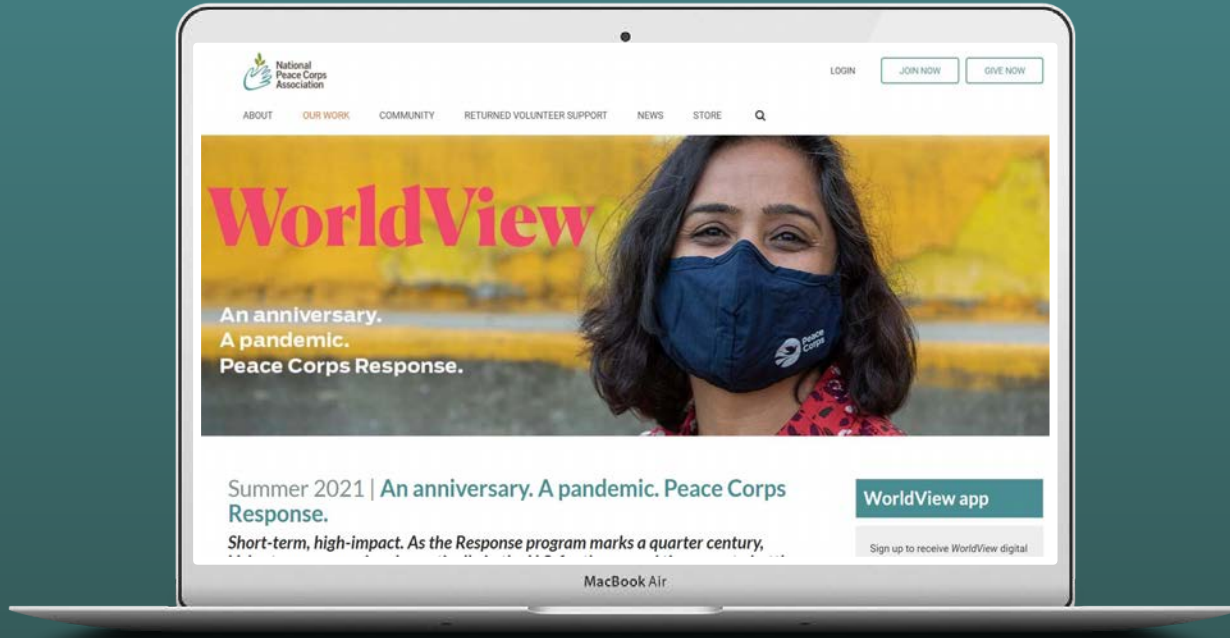 National
Peace Corps
Association
LOGIN
JOIN NOW
GIVE NOW
ABOUT
OUR WORK
COMMUNITY
RETURNED VOLUNTEER SUPPORT
NEWS
STORE
WorldView
An anniversary.
A pandemic.
Peace Corps Response.
Peace
Corps
Summer 2021 | An anniversary. A pandemic. Peace Corps
Response.
Short-term, high-impact. As the Response program marks a quarter century,
WorldView app
Sign up to receive WorldView digital
MacBook Air